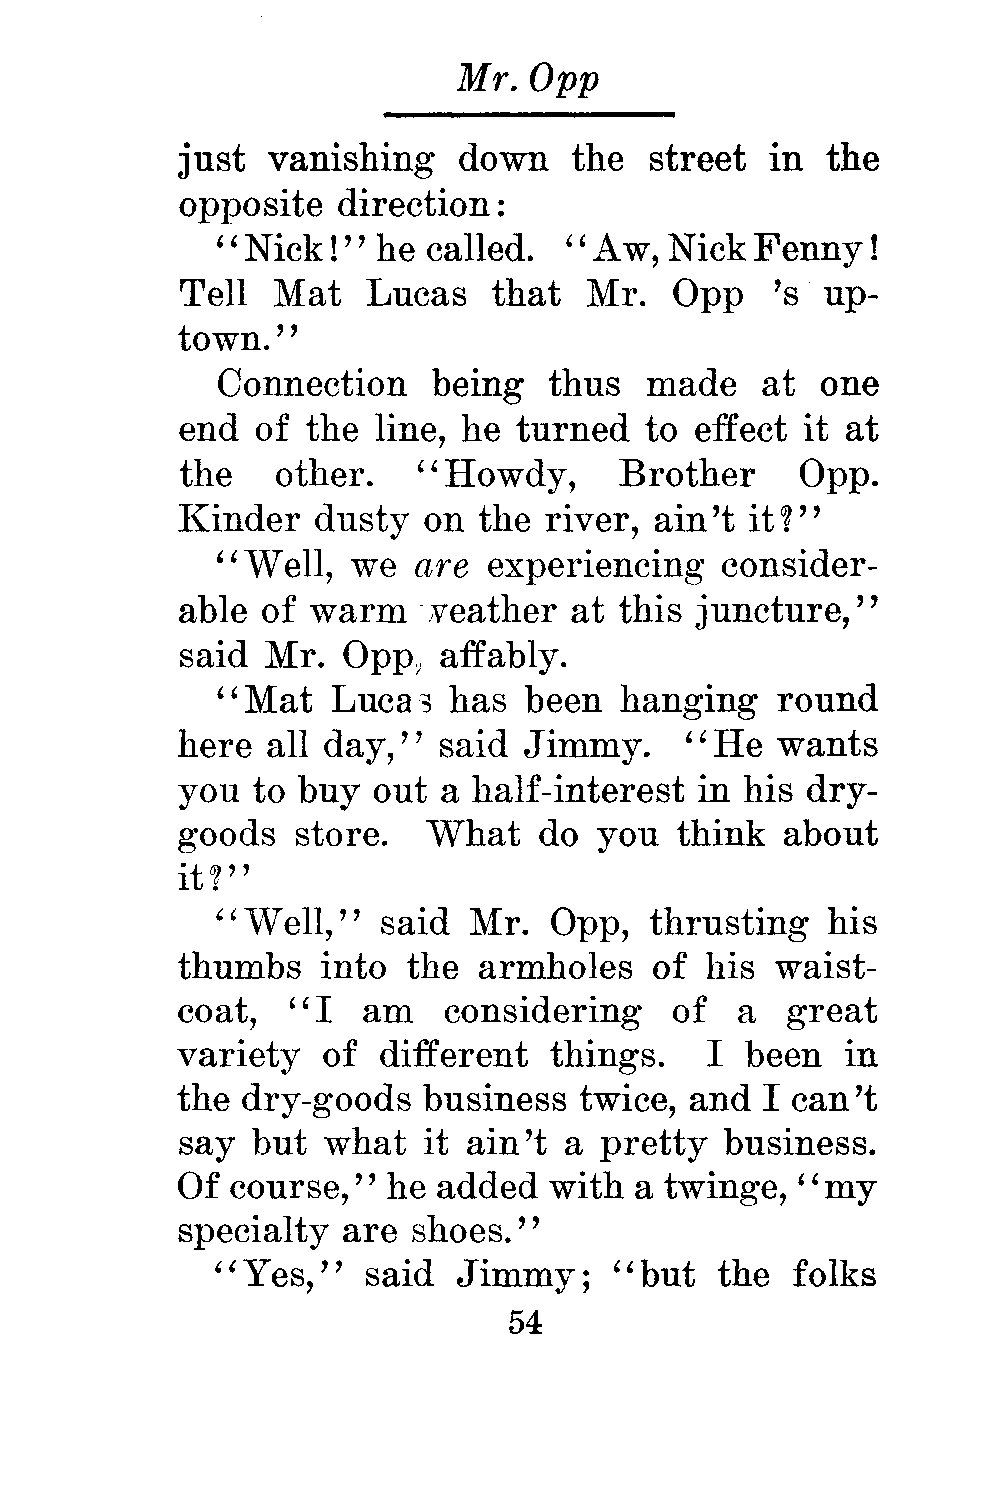 Mr. Opp
just vanishing down the street in the
opposite direction:
"Nick!" he called. "Aw, Nick Fenny!
Tell Mat Lucas that Mr. Opp 's up-
town."
Connection being thus made at one
end of the line, he turned to effect it at
the other. "Howdy, Brother Opp.
Kinder dusty on the river, ain't it?"
"Well, we are experiencing consider-
able of warm weather at this juncture,"
said Mr. Opp, affably.
"Mat Lucas has been hanging round
here all day," said Jimmy. "He wants
you to buy out a half-interest in his dry-
goods store. What do you think about
it?"
"Well," said Mr. Opp, thrusting his
thumbs into the armholes of his waist-
coat, "I am considering of a great
variety of different things. I been in
the dry-goods business twice, and I can't
say but what it ain't a pretty business.
Of course," he added with a twinge, "my
specialty are shoes."
"Yes," said Jimmy; "but the folks
54